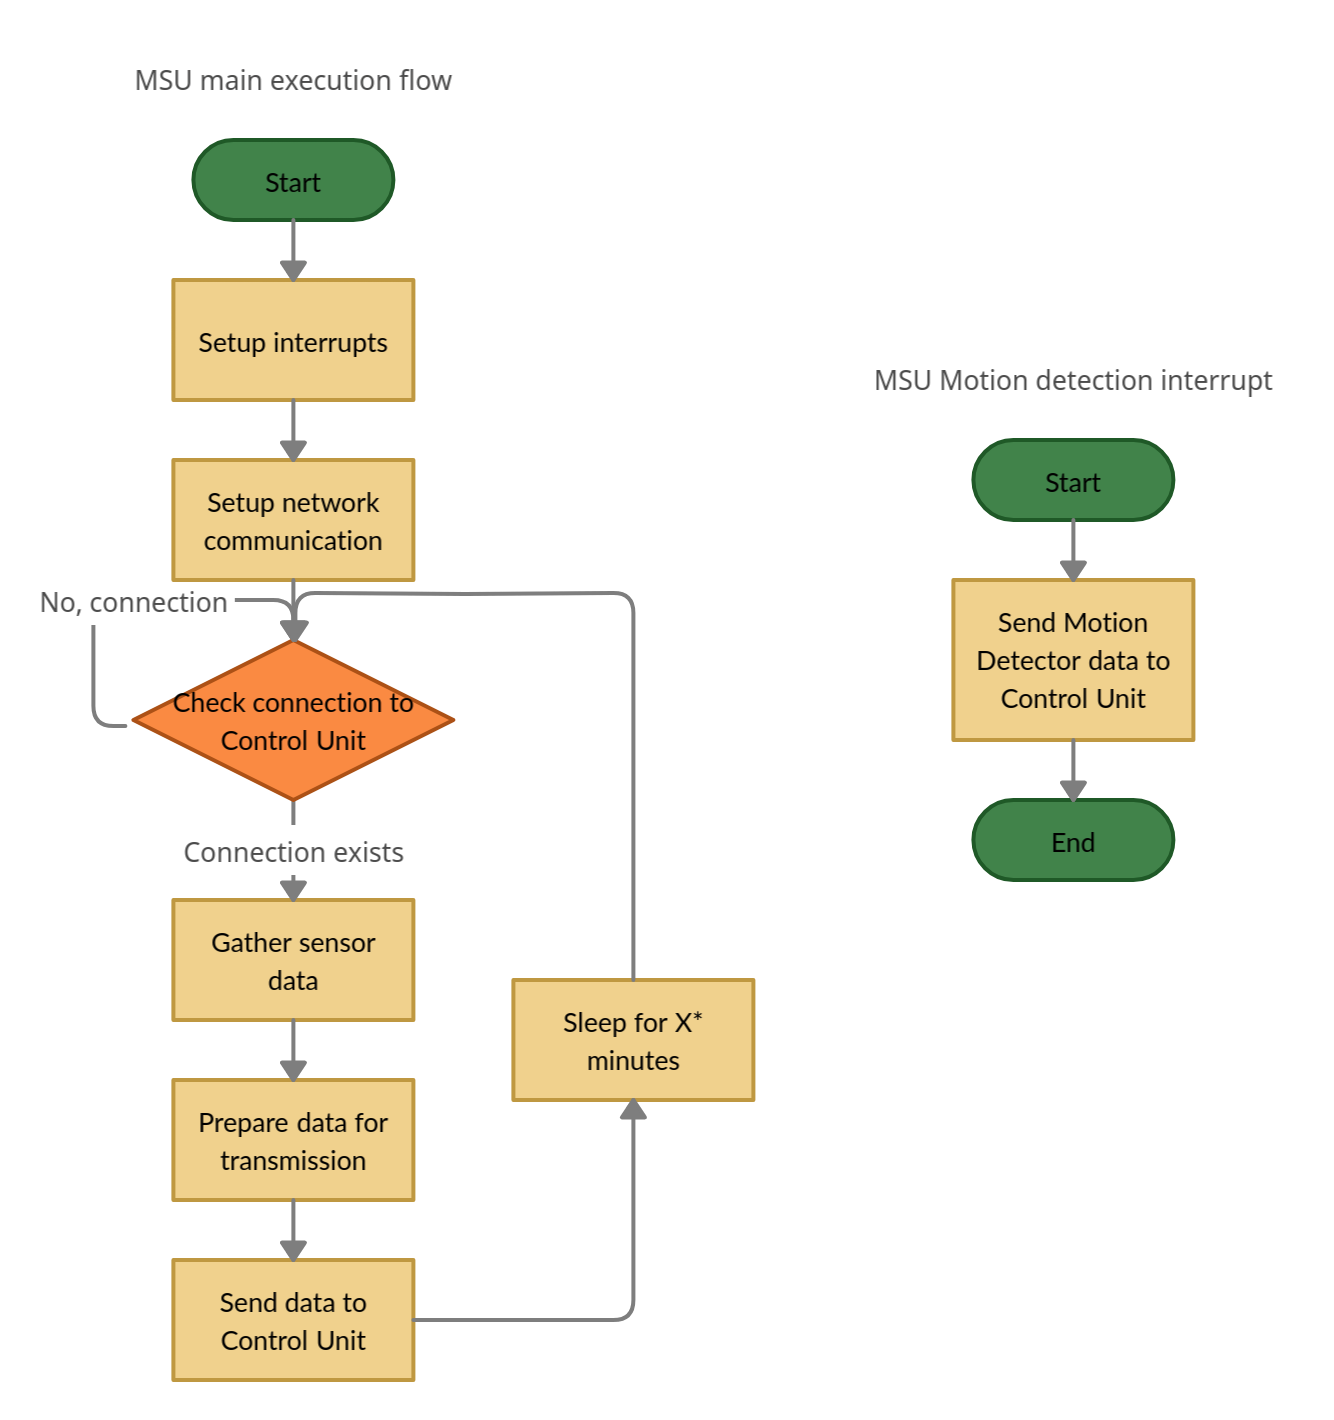 MSU main execution flow
Start
Setup interrupts
Setup network
communication
No, connection
Check connection to
Control Unit
Connection exists
Gather sensor
data
Prepare data for
transmission
Send data to
Control Unit
Sleep for X*
minutes
MSU Motion detection interrupt
Start
Send Motion
Detector data to
Control Unit
End